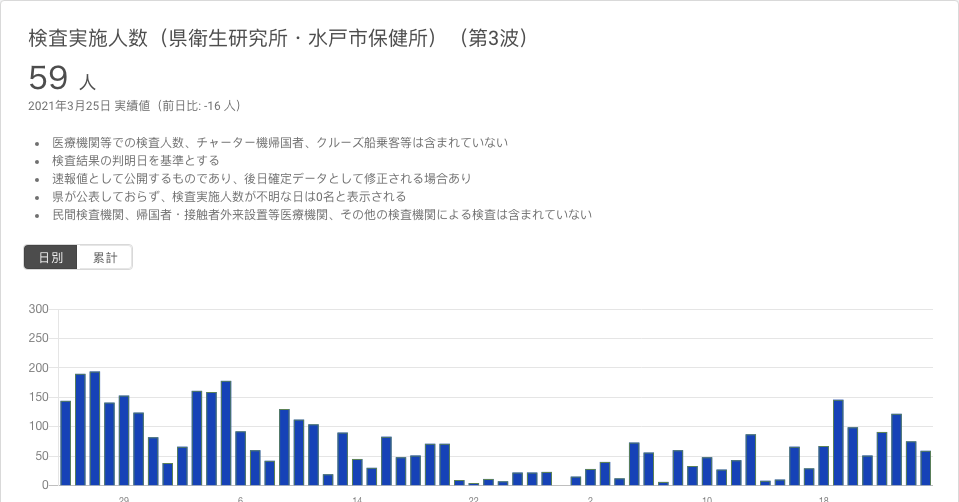 検査実施人数（県衛生研究所・水戸市保健所）（第3波）
59 人
2021年3月25日 実績値（前日比: -16 人）
• 医療機関等での検査人数、チャーター機帰国者、クルーズ船乗客等は含まれていない
• 検査結果の判明日を基準とする
• 速報値として公開するものであり、後日確定データとして修正される場合あり
• 県が公表しておらず、検査実施人数が不明な日は0名と表示される
• 民間検査機関、帰国者・接触者外来設置等医療機関、その他の検査機関による検査は含まれていない
日別 累計
300
250
200
150
100
50
0
29 6 14 22 2 10 18